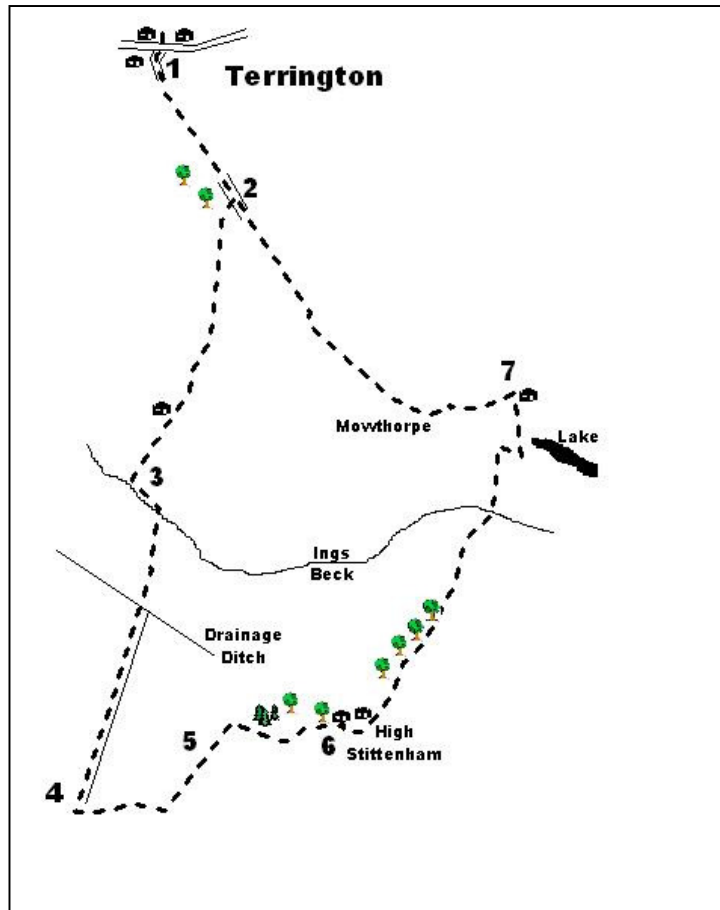 1
Terrington
2
7
Mowthorpe
Lake
3
Ings
Beck
Drainage
Ditch
5
6
High
Stittenham
4